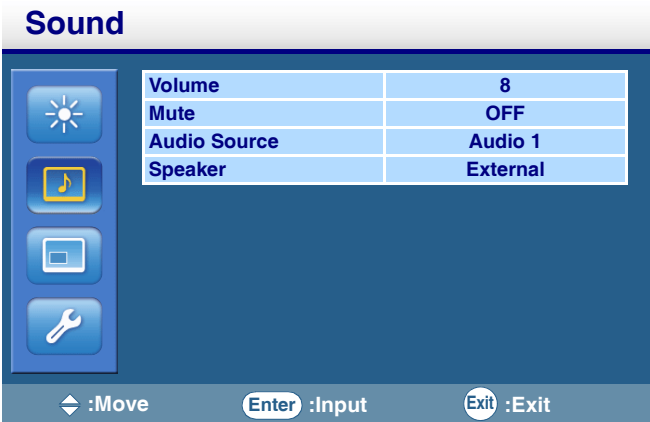 Sound
Volume 8
Mute OFF
Audio Source Audio 1
Speaker External
:Move Enter :Input Exit :Exit